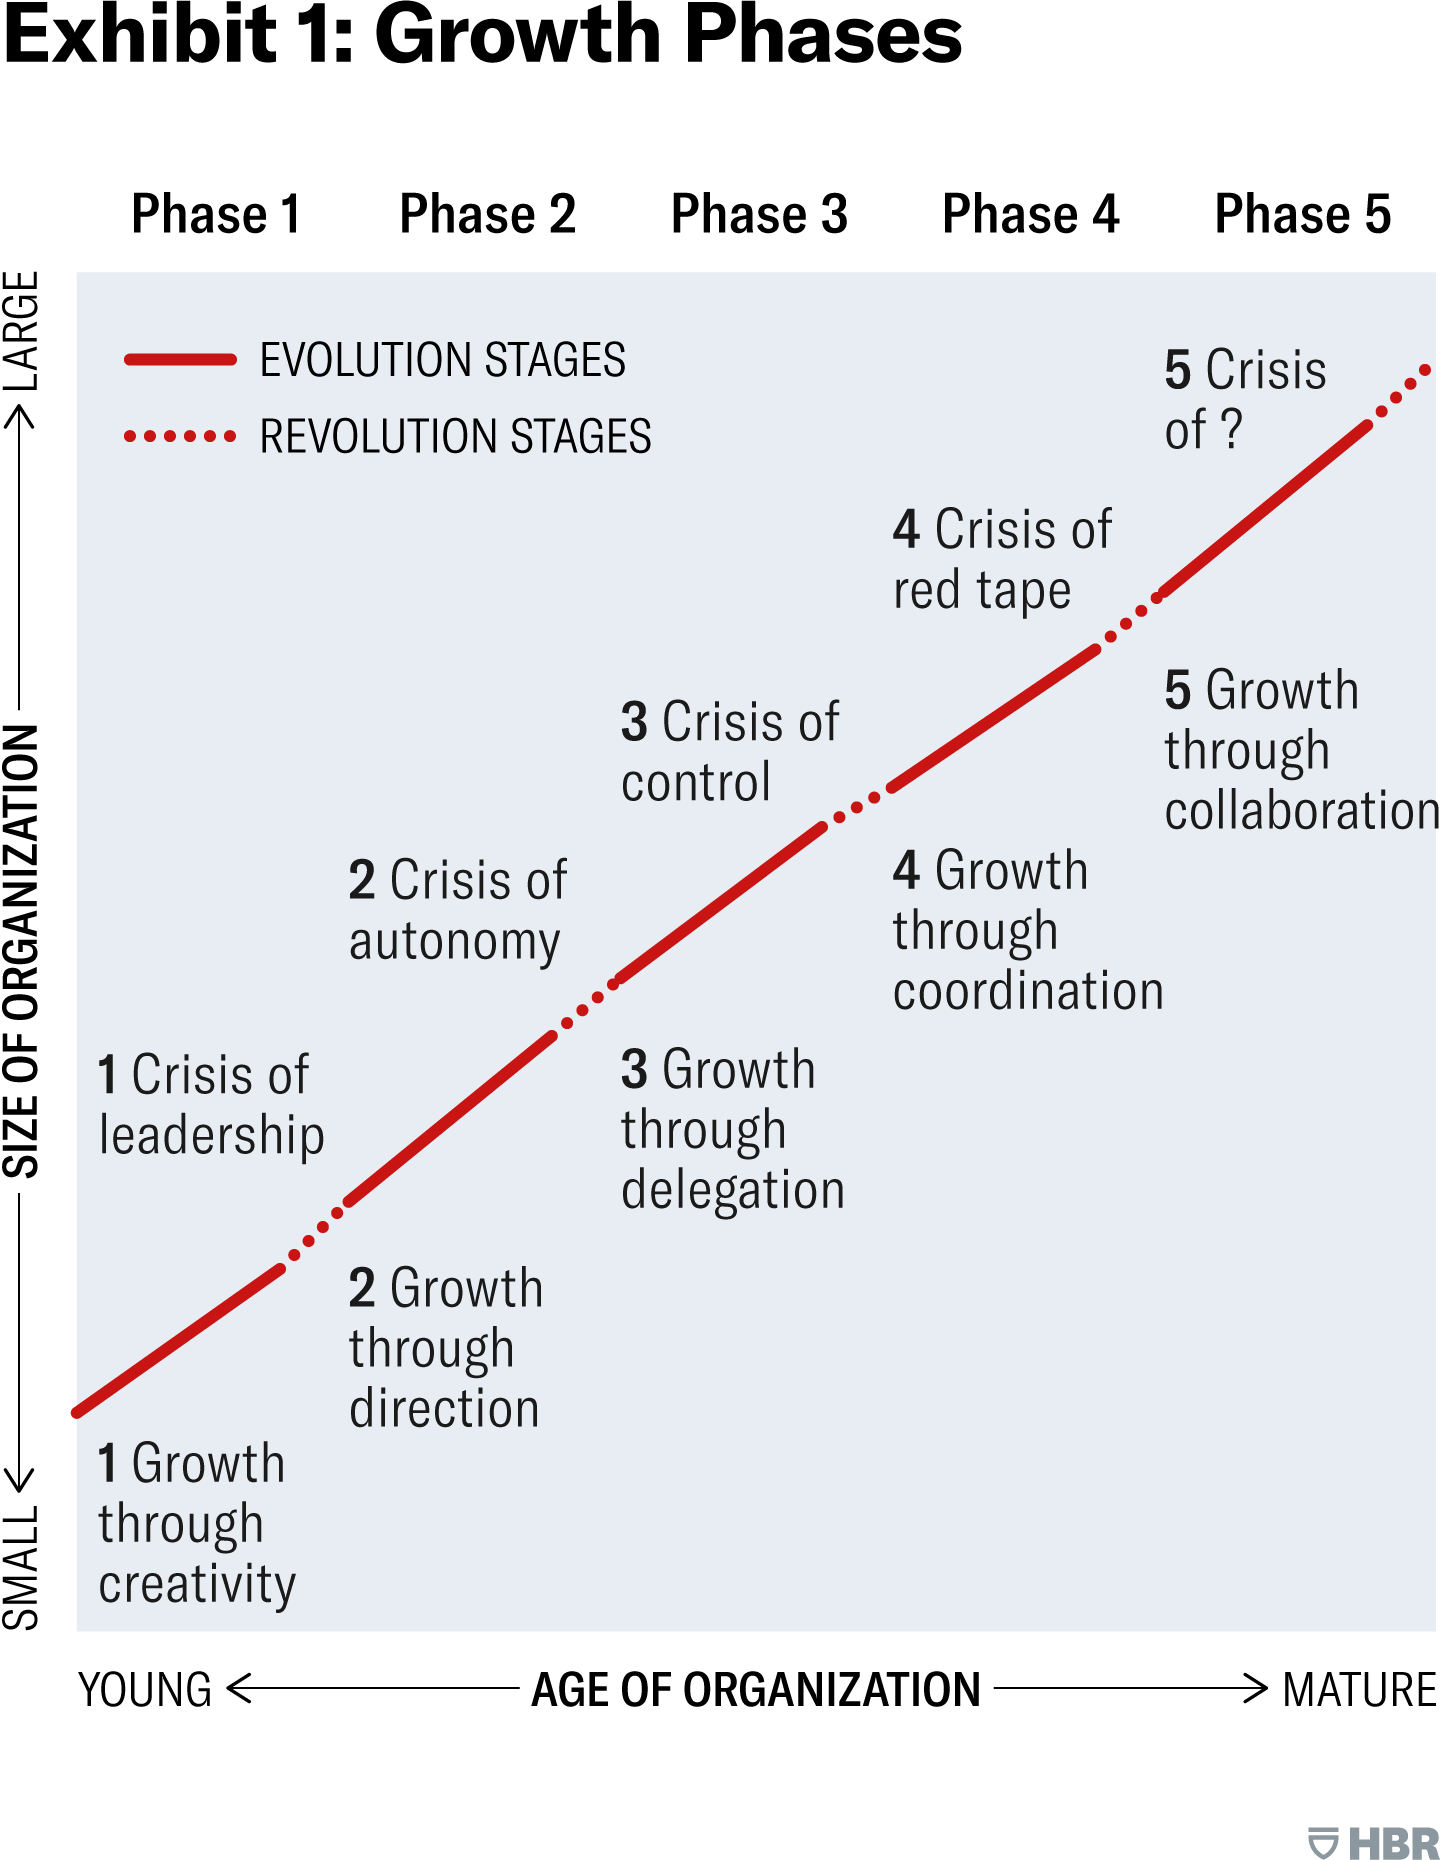 Exhibit 1: Growth Phases
Phase 1 Phase 2 Phase 3 Phase 4 Phase 5
LARGE
SIZE OF ORGANIZATION
SMALL
EVOLUTION STAGES
REVOLUTION STAGES
1 Crisis of
leadership
1 Growth
through
creativity
2 Crisis of
autonomy
2 Growth
through
direction
3 Crisis of
control
3 Growth
through
delegation
4 Crisis of
red tape
4 Growth
through
coordination
5 Crisis
of ?
5 Growth
through
collaboration
YOUNG AGE OF ORGANIZATION MATURE
HBR